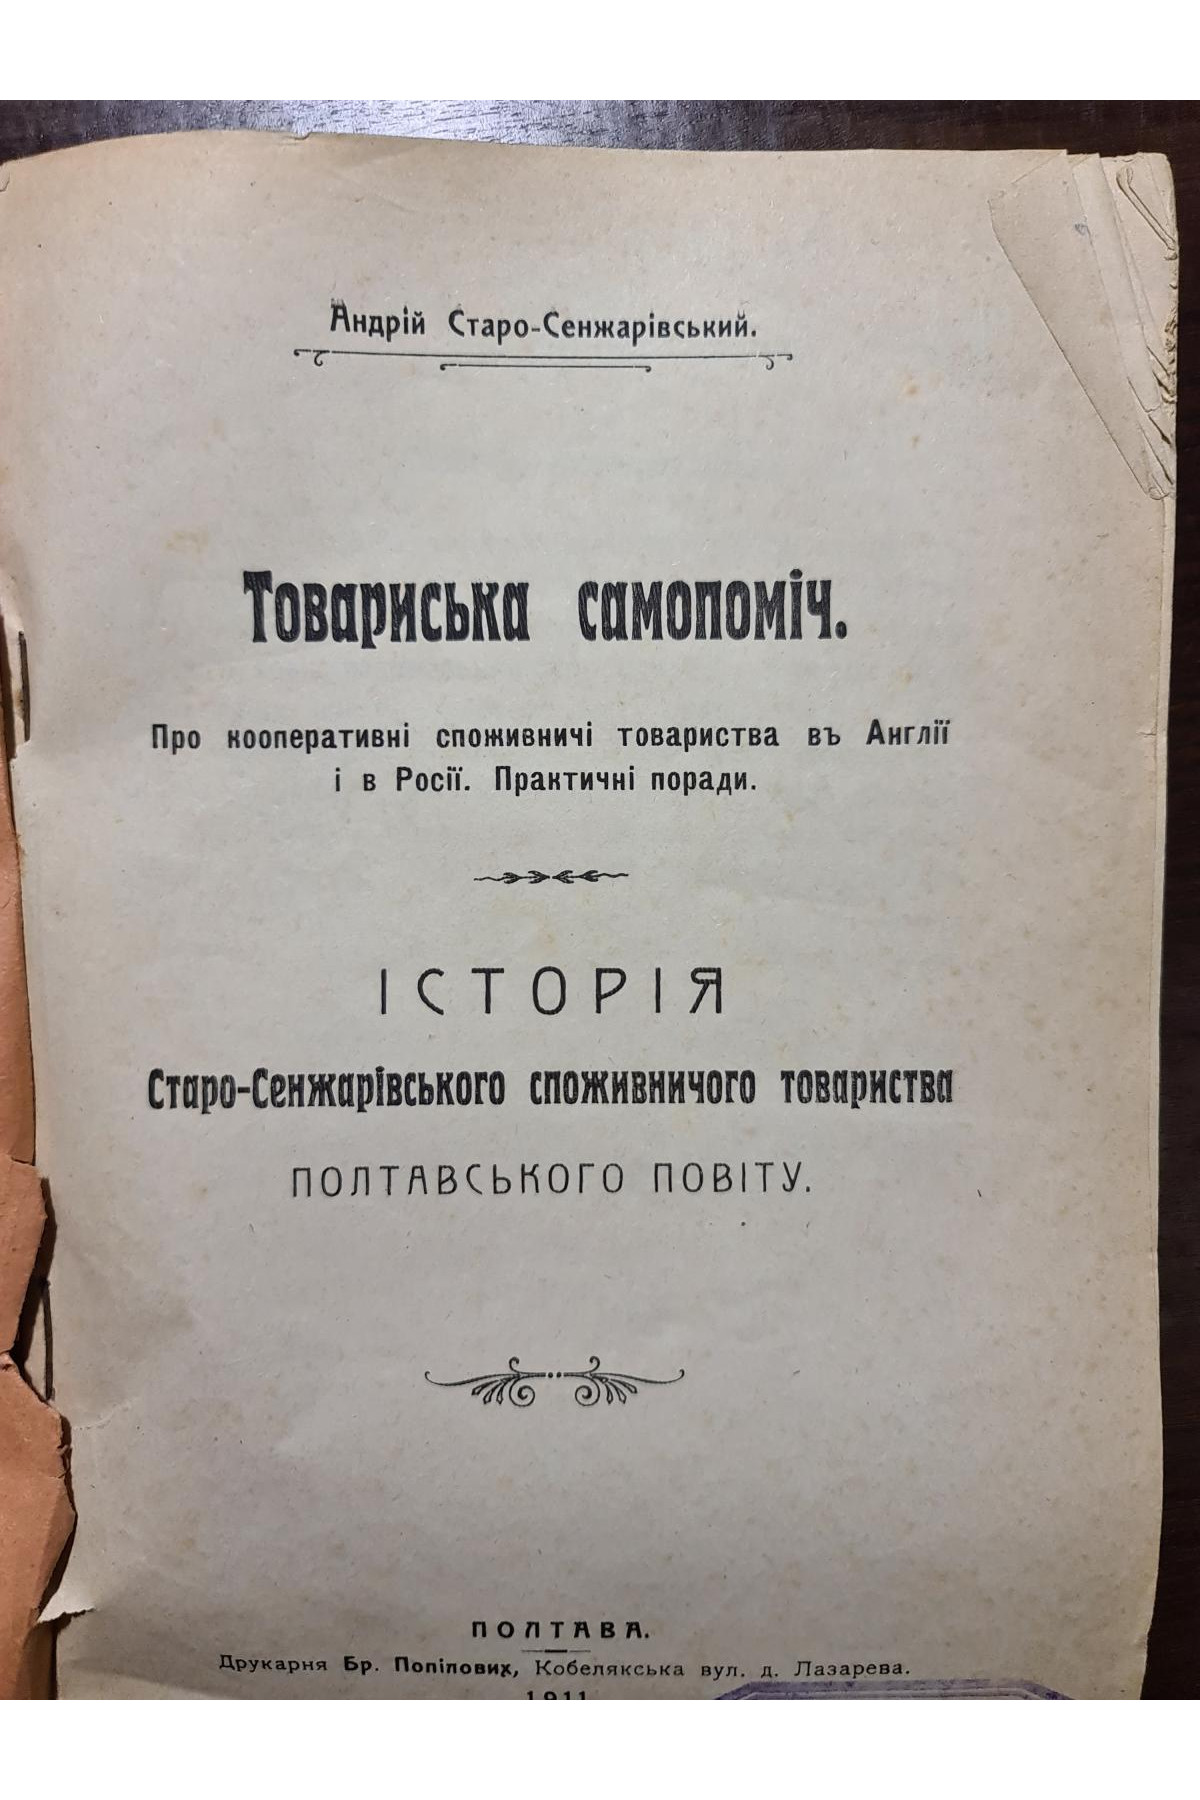 Андрій Старо-Сенжарівський.
Товариська самопоміч.
Про кооперативні споживничі товариства въ Англії
і в Росії. Практичні поради.
ІСТОРІЯ
Старо-Сенжарівського споживничого товариства
ПОЛТАВСЬКОГО ПОВІТУ.
ПОЛТАВА.
Друкарня Бр. Попілових, Кобелякська вул. д. Лазарева.
1911